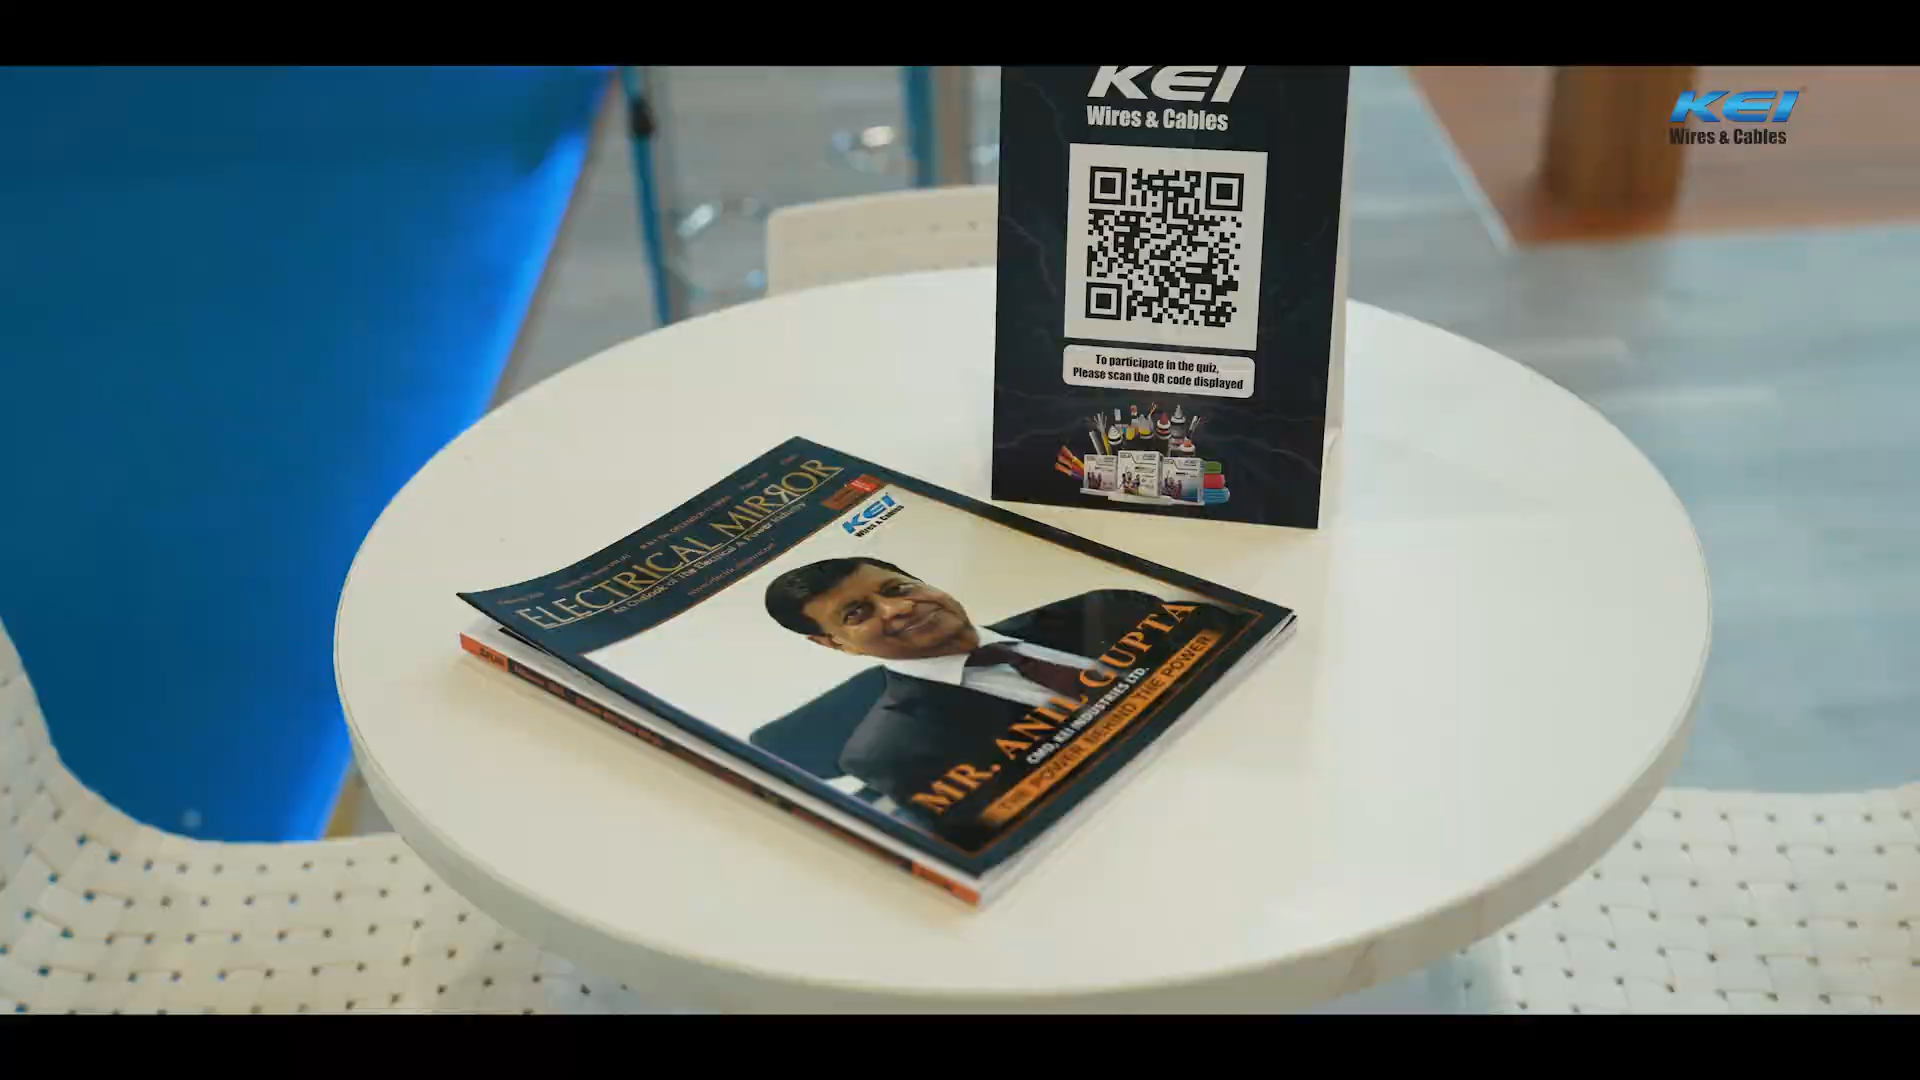 KEI
Wires & Cables
KEI
Wires & Cables
To participate in the quiz,
Please scan the QR code displayed
ELECTRICAL MIRROR
An Outlook of The Electrical & Power Industry
KEI
Wires & Cables
MR. ANIL GUPTA
CMD, KEI INDUSTRIES LTD.
THE POWER BEHIND THE POWER